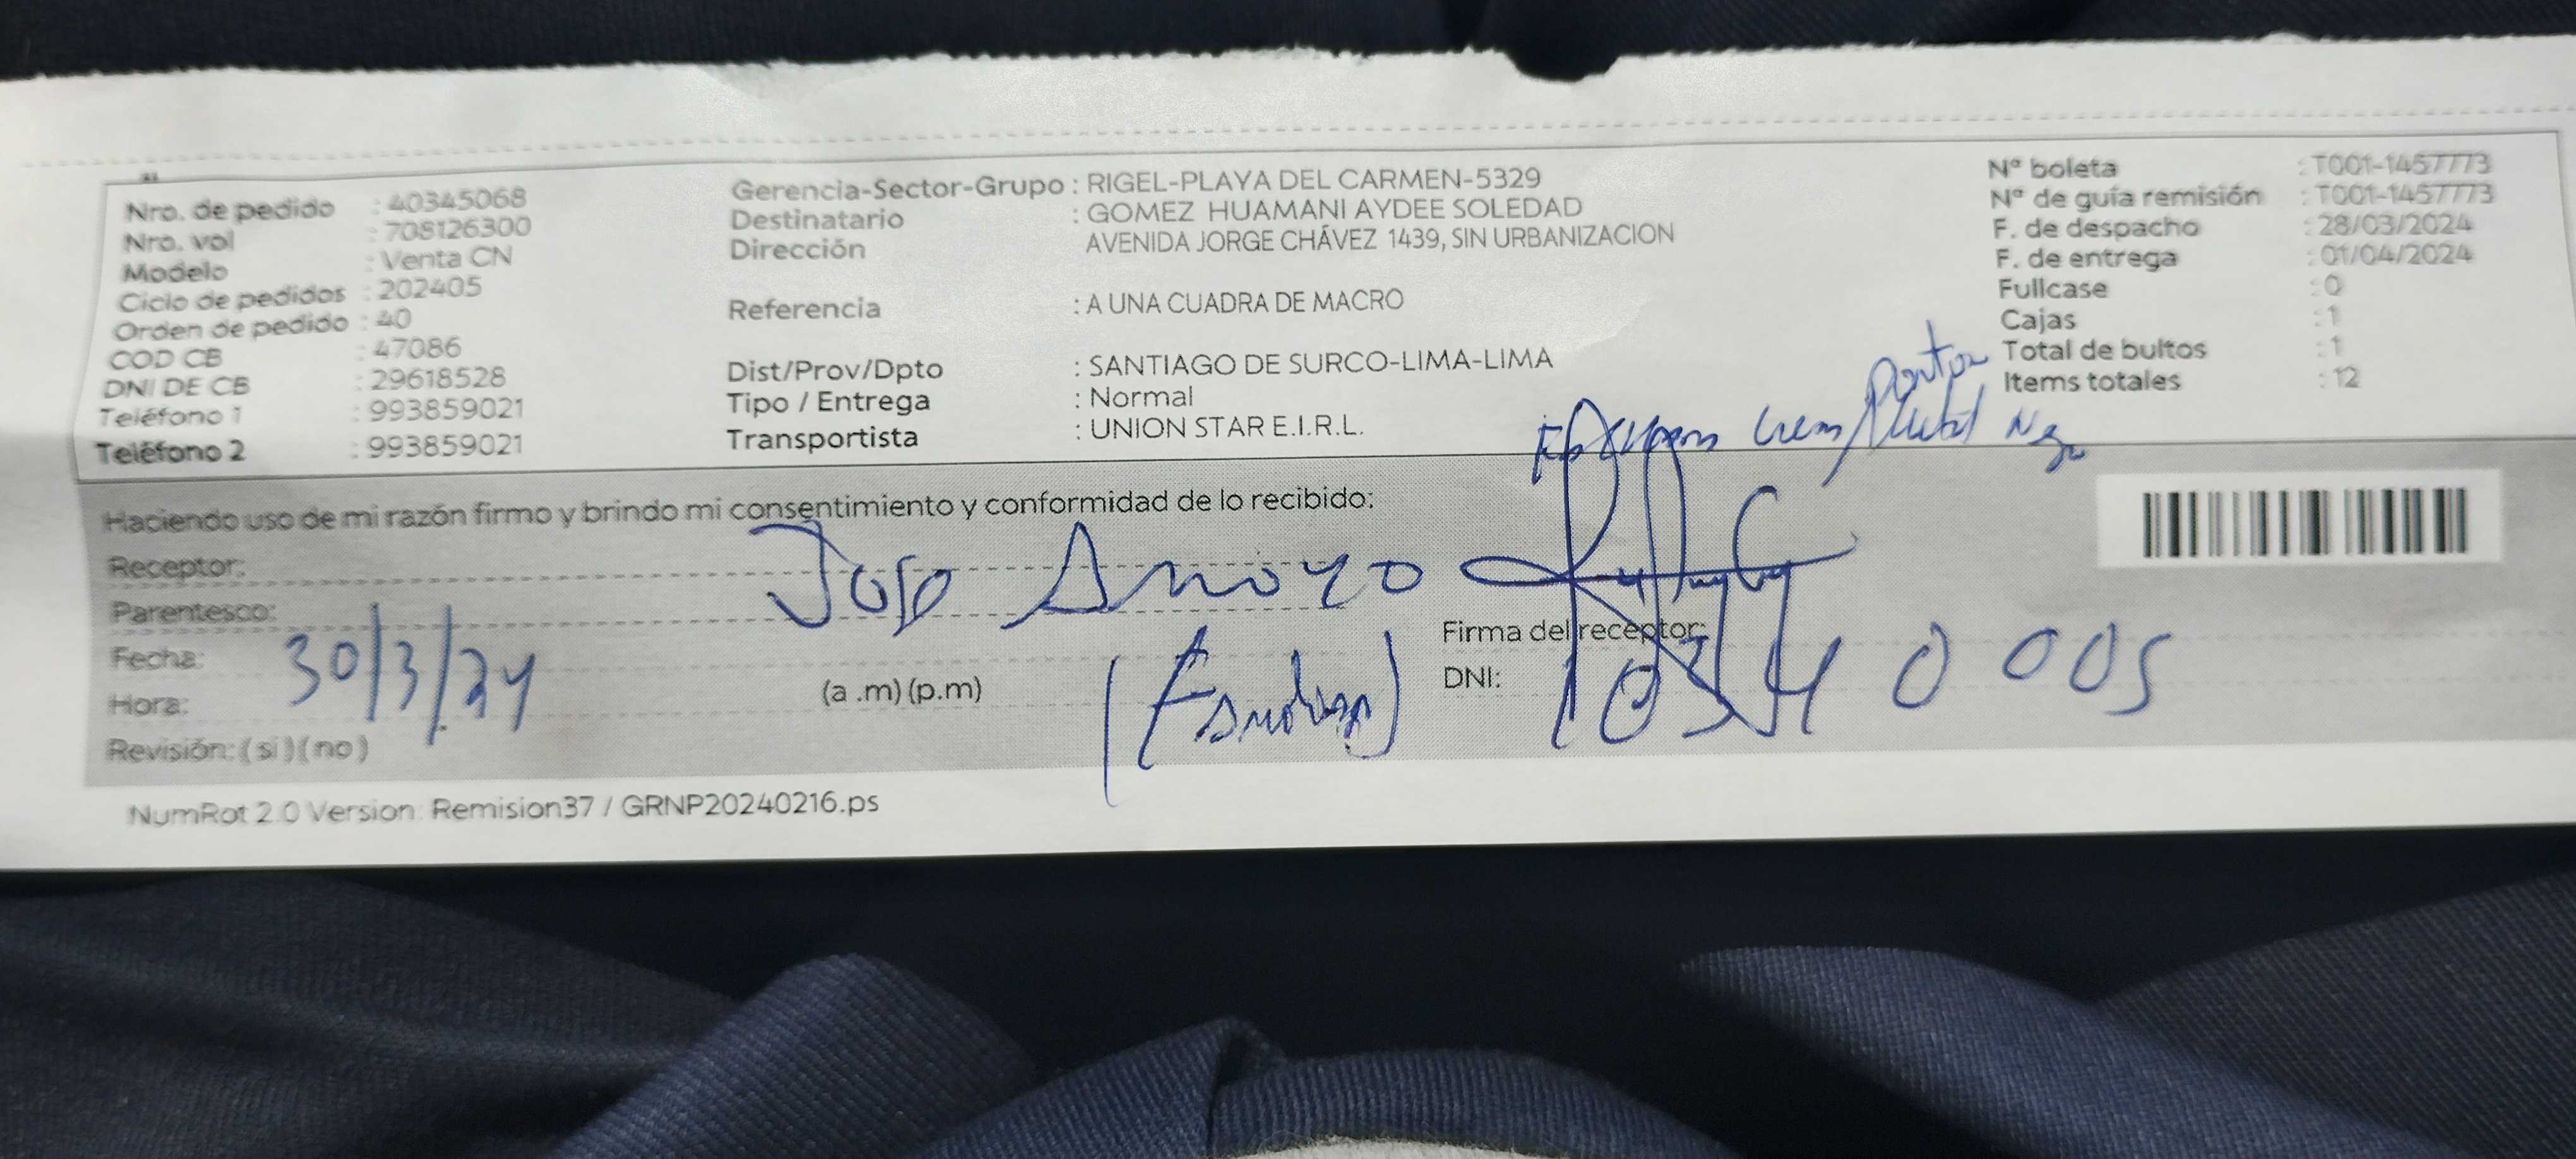 Nro. de pedido : 40345068
Nro. vol : 708126300
Modelo : Venta CN
Ciclo de pedidos : 202405
Orden de pedido : 40
COD CB : 47086
DNI DE CB : 29618528
Teléfono 1 : 993859021
Teléfono 2 : 993859021
Gerencia-Sector-Grupo : RIGEL-PLAYA DEL CARMEN-5329
Destinatario : GOMEZ HUAMANI AYDEE SOLEDAD
Dirección AVENIDA JORGE CHÁVEZ 1439, SIN URBANIZACION
Referencia : A UNA CUADRA DE MACRO
Dist/Prov/Dpto : SANTIAGO DE SURCO-LIMA-LIMA
Tipo / Entrega : Normal
Transportista : UNION STAR E.I.R.L.
Nº boleta : T001-1457773
Nº de guía remisión : T001-1457773
F. de despacho : 28/03/2024
F. de entrega : 01/04/2024
Fullcase : 0
Cajas : 1
Total de bultos : 1
Items totales : 12
Haciendo uso de mi razón firmo y brindo mi consentimiento y conformidad de lo recibido:
Receptor: Jose Arroyo
Parentesco:
Fecha: 30/3/24
Hora: (a .m) (p.m)
Revisión: ( si ) ( no )
Firma del receptor:
DNI: 10340005
NumRot 2.0 Version: Remision37 / GRNP20240216.ps